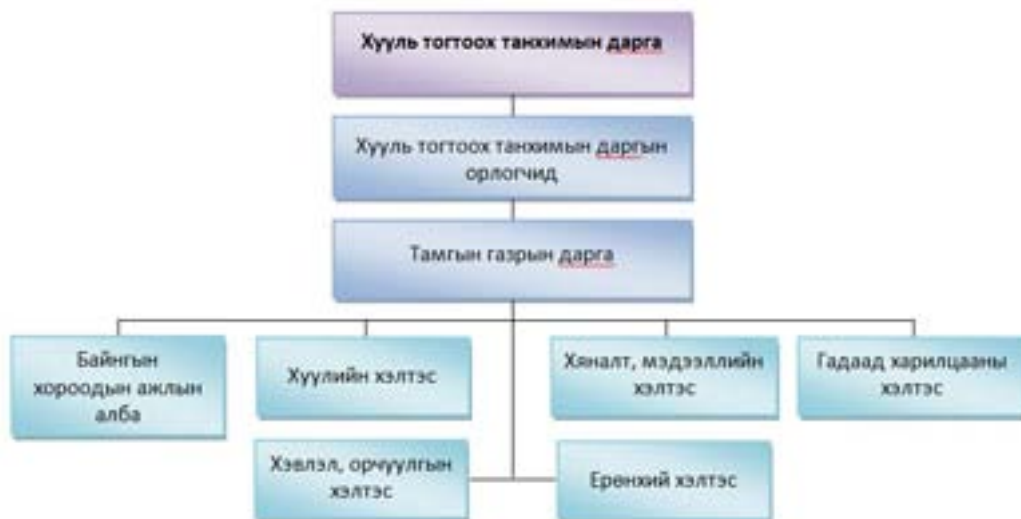 Хууль тогтоох танхимын дарга
Хууль тогтоох танхимын даргын
орлогчид
Тамгын газрын дарга
Байнгын
хороодын ажлын
алба
Хуулийн хэлтэс
Хяналт, мэдээллийн
хэлтэс
Гадаад харилцааны
хэлтэс
Хэвлэл, орчуулгын
хэлтэс
Ерөнхий хэлтэс